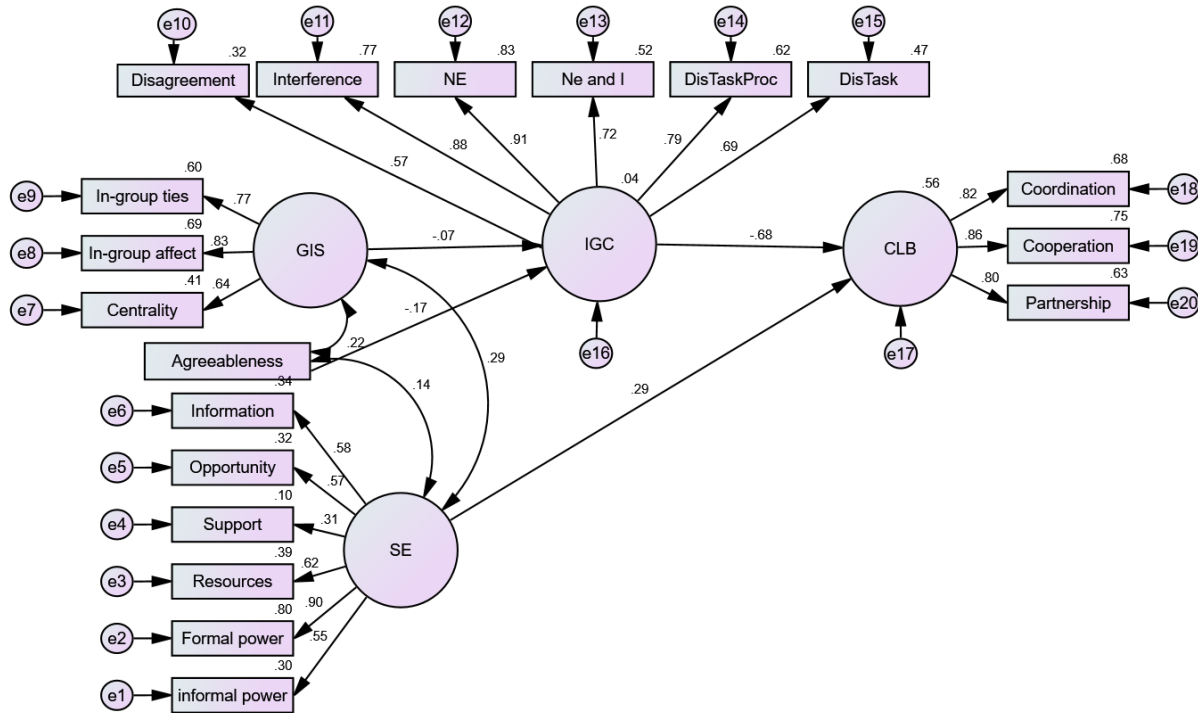 e10
e11
e12
e13
e14
e15
.32
.77
.83
.52
.62
.47
Disagreement
Interference
NE
Ne and I
DisTaskProc
DisTask
.57
.88
.91
.72
.79
.69
.60
e9
In-group ties
.77
.69
e8
In-group affect
.83
.41
e7
Centrality
.64
GIS
-.07
.04
IGC
-.68
.56
CLB
.82
.68
Coordination
e18
.86
.75
Cooperation
e19
.80
.63
Partnership
e20
-.17
.22
Agreeableness
.29
.14
e16
e17
.29
.34
e6
Information
.58
.32
e5
Opportunity
.57
.10
e4
Support
.31
SE
.39
e3
Resources
.62
.80
e2
Formal power
.90
.30
e1
informal power
.55